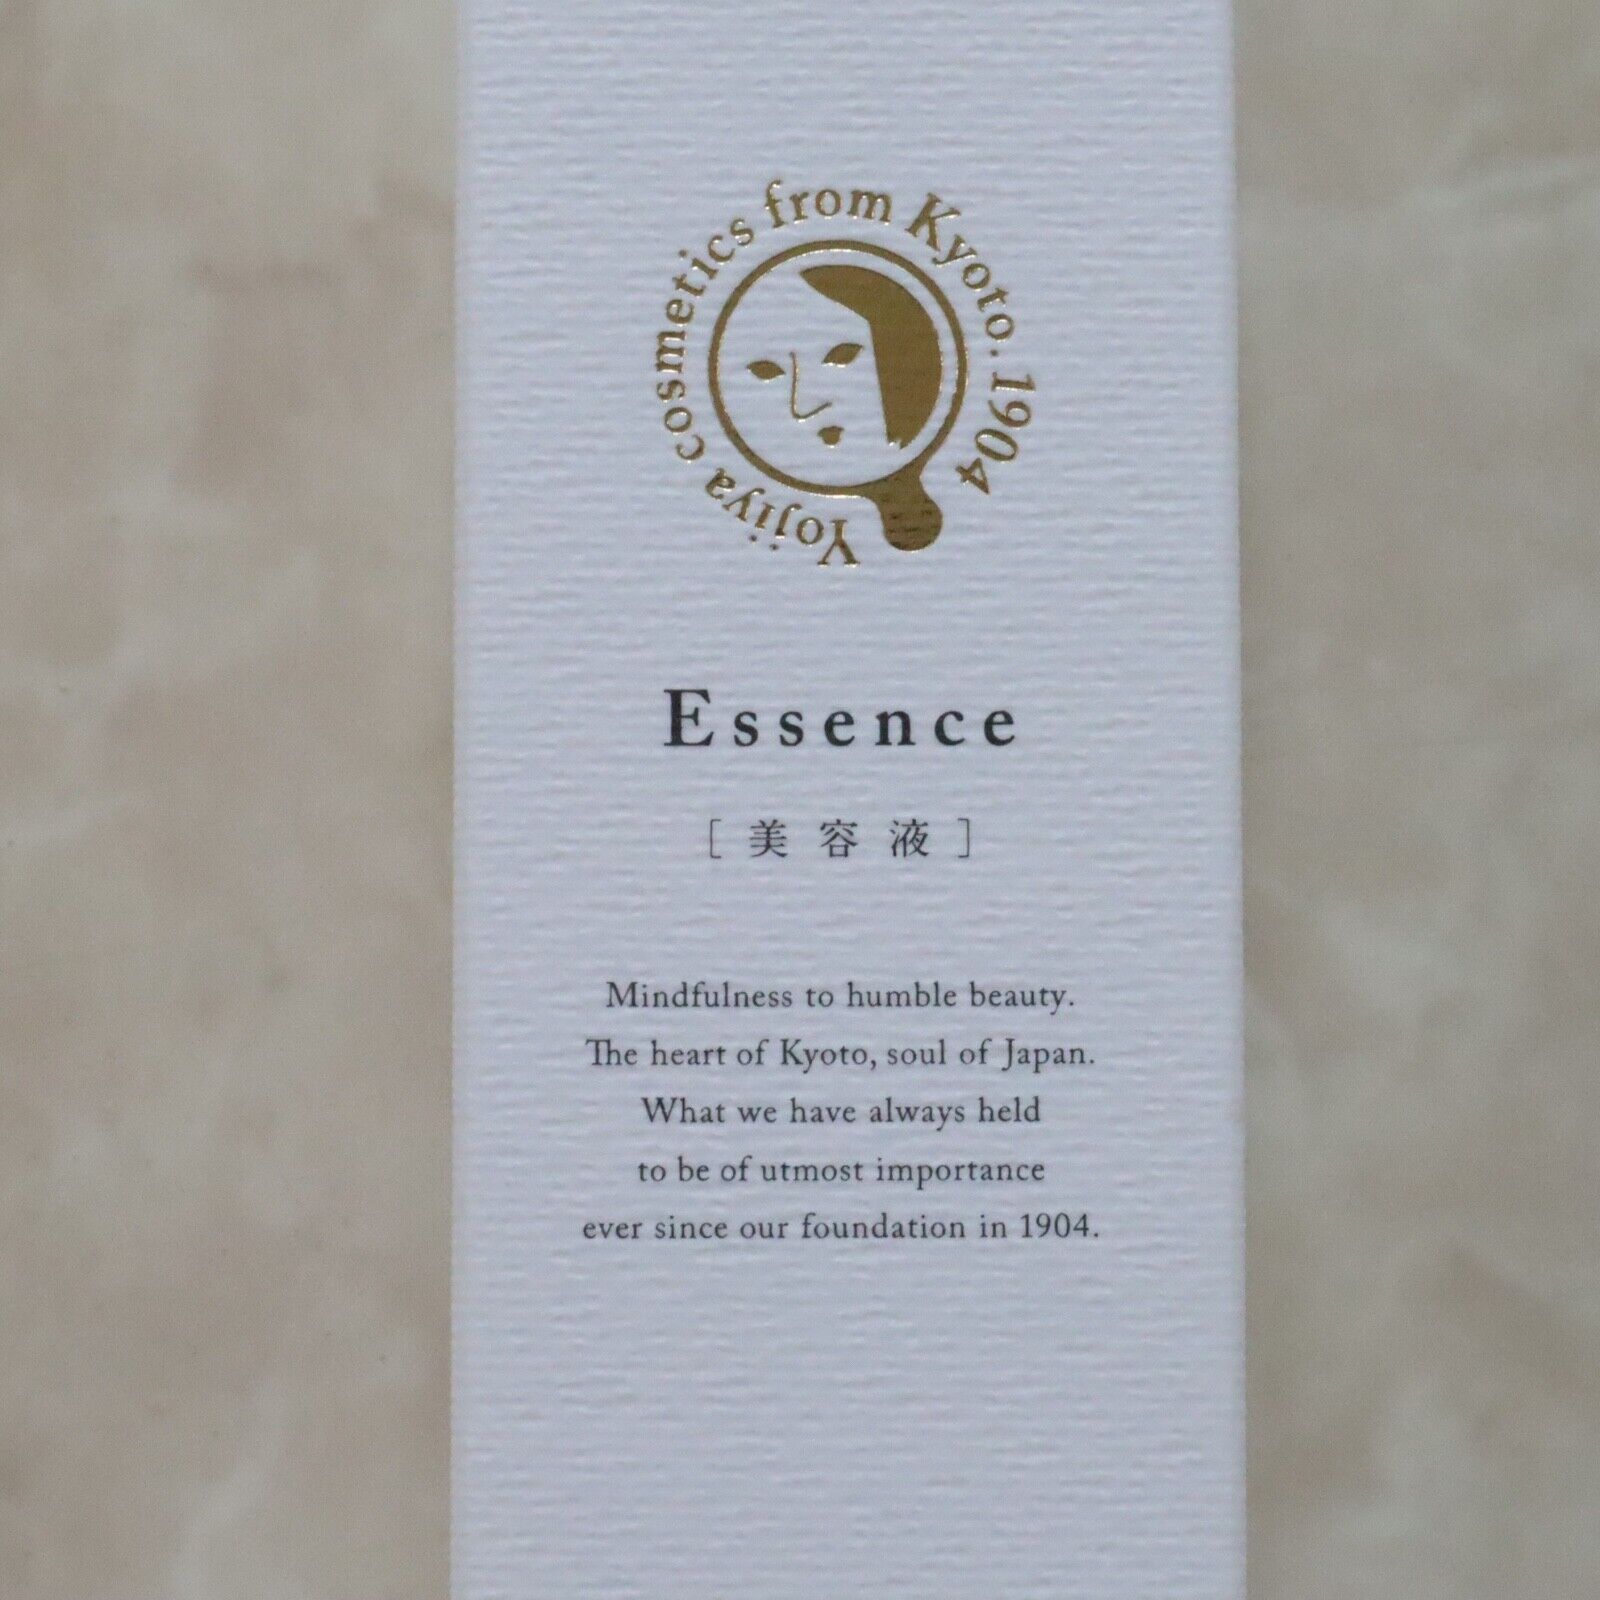 Yojiya cosmetics from Kyoto.1904
Essence
[美容液]
Mindfulness to humble beauty.
The heart of Kyoto, soul of Japan.
What we have always held
to be of utmost importance
ever since our foundation in 1904.